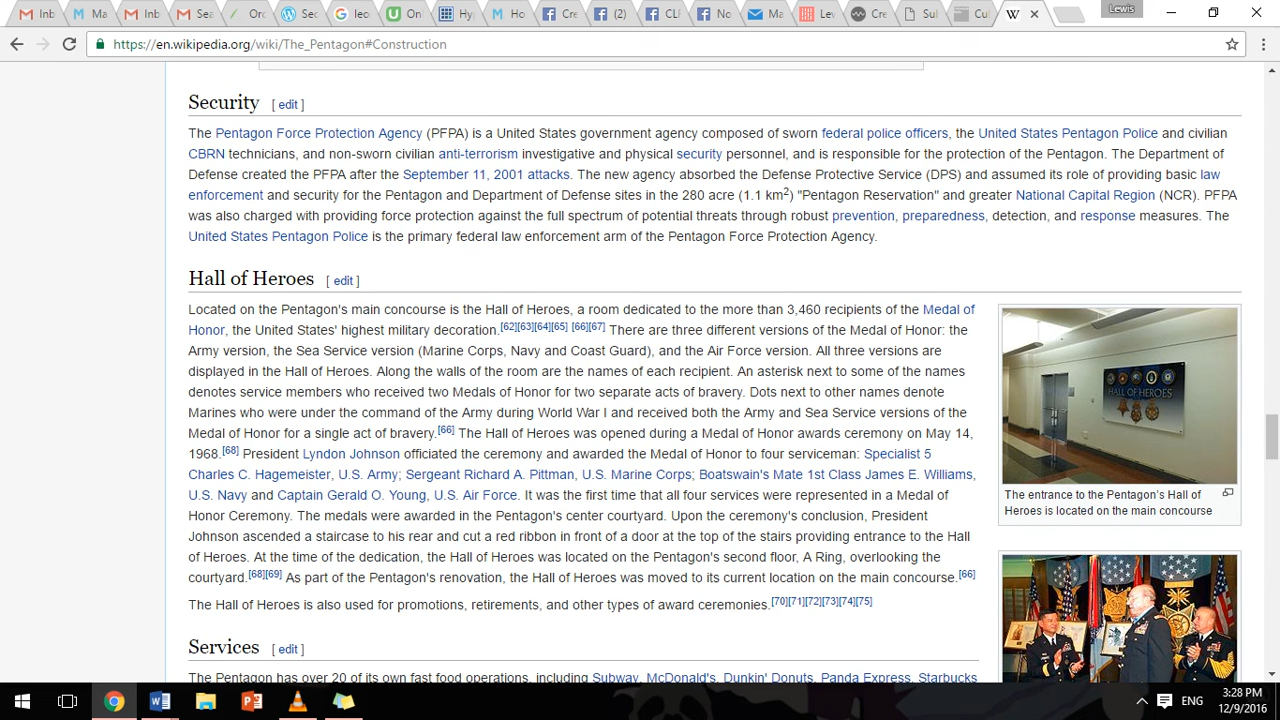 Inb
Ma
Inb
Sea
Orc
Sec
leo
On
Hyp
Ho
Cre
(2)
CLI
No
Ma
Lev
Cre
Sul
Cul
Lewis
https://en.wikipedia.org/wiki/The_Pentagon#Construction
Security [ edit ]
The Pentagon Force Protection Agency (PFPA) is a United States government agency composed of sworn federal police officers, the United States Pentagon Police and civilian
CBRN technicians, and non-sworn civilian anti-terrorism investigative and physical security personnel, and is responsible for the protection of the Pentagon. The Department of
Defense created the PFPA after the September 11, 2001 attacks. The new agency absorbed the Defense Protective Service (DPS) and assumed its role of providing basic law
enforcement and security for the Pentagon and Department of Defense sites in the 280 acre (1.1 km2) "Pentagon Reservation" and greater National Capital Region (NCR). PFPA
was also charged with providing force protection against the full spectrum of potential threats through robust prevention, preparedness, detection, and response measures. The
United States Pentagon Police is the primary federal law enforcement arm of the Pentagon Force Protection Agency.
Hall of Heroes [ edit ]
Located on the Pentagon's main concourse is the Hall of Heroes, a room dedicated to the more than 3,460 recipients of the Medal of
Honor, the United States' highest military decoration.[62][63][64][65] [66][67] There are three different versions of the Medal of Honor: the
Army version, the Sea Service version (Marine Corps, Navy and Coast Guard), and the Air Force version. All three versions are
displayed in the Hall of Heroes. Along the walls of the room are the names of each recipient. An asterisk next to some of the names
denotes service members who received two Medals of Honor for two separate acts of bravery. Dots next to other names denote
Marines who were under the command of the Army during World War I and received both the Army and Sea Service versions of the
Medal of Honor for a single act of bravery.[66] The Hall of Heroes was opened during a Medal of Honor awards ceremony on May 14,
1968.[68] President Lyndon Johnson officiated the ceremony and awarded the Medal of Honor to four serviceman: Specialist 5
Charles C. Hagemeister, U.S. Army; Sergeant Richard A. Pittman, U.S. Marine Corps; Boatswain's Mate 1st Class James E. Williams,
U.S. Navy and Captain Gerald O. Young, U.S. Air Force. It was the first time that all four services were represented in a Medal of
Honor Ceremony. The medals were awarded in the Pentagon's center courtyard. Upon the ceremony's conclusion, President
Johnson ascended a staircase to his rear and cut a red ribbon in front of a door at the top of the stairs providing entrance to the Hall
of Heroes. At the time of the dedication, the Hall of Heroes was located on the Pentagon's second floor, A Ring, overlooking the
courtyard.[68][69] As part of the Pentagon's renovation, the Hall of Heroes was moved to its current location on the main concourse.[66]
The Hall of Heroes is also used for promotions, retirements, and other types of award ceremonies.[70][71][72][73][74][75]
HALL OF HEROES
The entrance to the Pentagon's Hall of
Heroes is located on the main concourse
Services [ edit ]
The Pentagon has over 20 of its own fast food operations, including Subway, McDonald's, Dunkin' Donuts, Panda Express, Starbucks
ENG
3:28 PM
12/9/2016